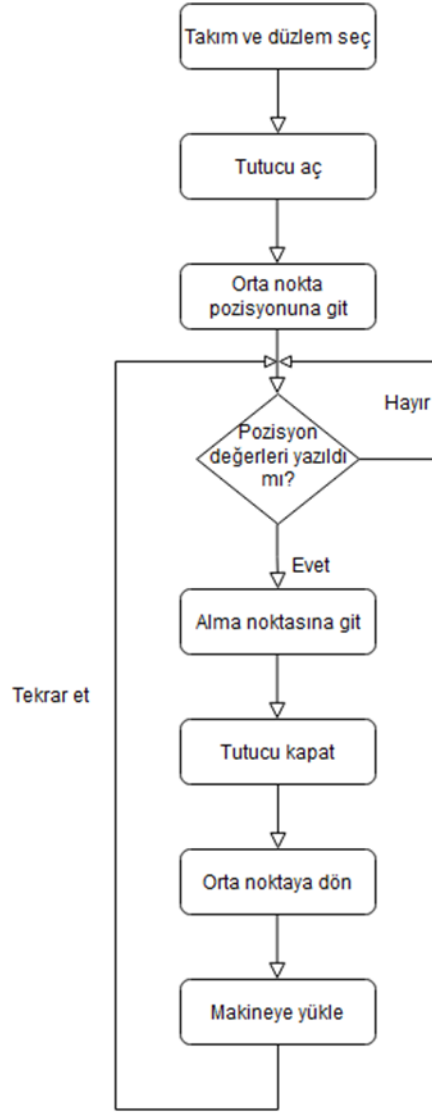 Takım ve düzlem seç
Tutucu aç
Orta nokta
pozisyonuna git
Hayır
Pozisyon
değerleri yazıldı
mı?
Evet
Alma noktasına git
Tekrar et
Tutucu kapat
Orta noktaya dön
Makineye yükle